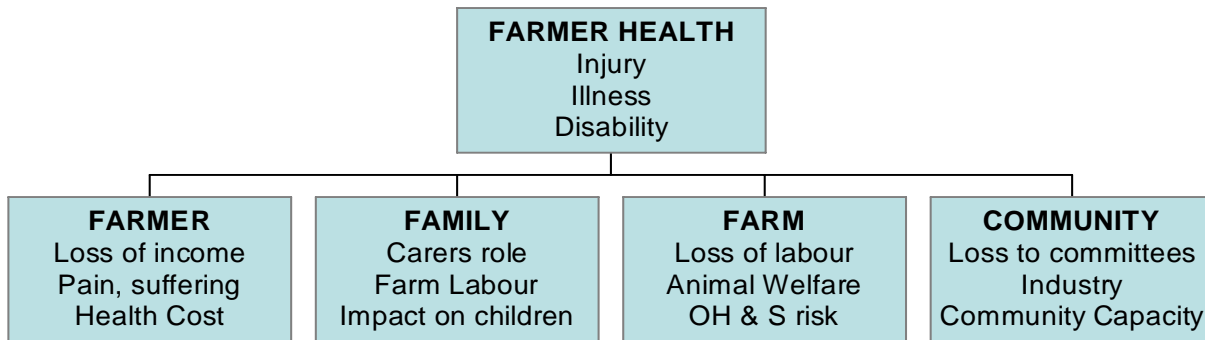 FARMER HEALTH
Injury
Illness
Disability
FARMER
Loss of income
Pain, suffering
Health Cost
FAMILY
Carers role
Farm Labour
Impact on children
FARM
Loss of labour
Animal Welfare
OH & S risk
COMMUNITY
Loss to committees
Industry
Community Capacity